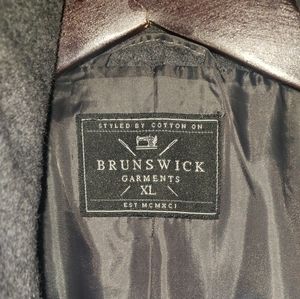 STYLED BY COTTON ON
BRUNSWICK
GARMENTS
XL
EST MCMXCI